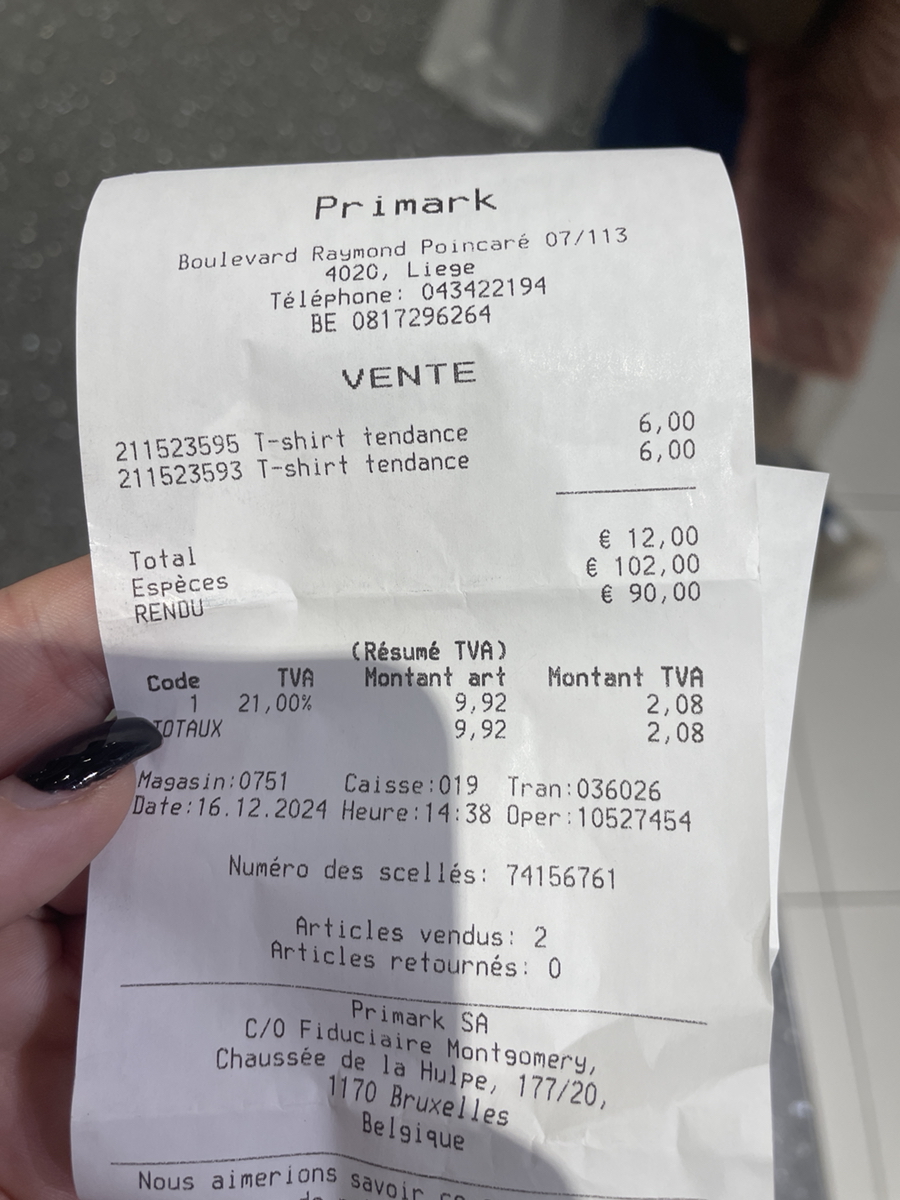 Primark
Boulevard Raymond Poincaré 07/113
4020, Liege
Téléphone: 043422194
BE 0817296264
VENTE
211523595 T-shirt tendance 6,00
211523593 T-shirt tendance 6,00
Total € 12,00
Espèces € 102,00
RENDU € 90,00
(Résumé TVA)
Code TVA Montant art Montant TVA
1 21,00% 9,92 2,08
TOTAUX 9,92 2,08
Magasin:0751 Caisse:019 Tran:036026
Date:16.12.2024 Heure:14:38 Oper:10527454
Numéro des scellés: 74156761
Articles vendus: 2
Articles retournés: 0
Primark SA
C/O Fiduciaire Montgomery,
Chaussée de la Hulpe, 177/20,
1170 Bruxelles
Belgique
Nous aimerions savoir